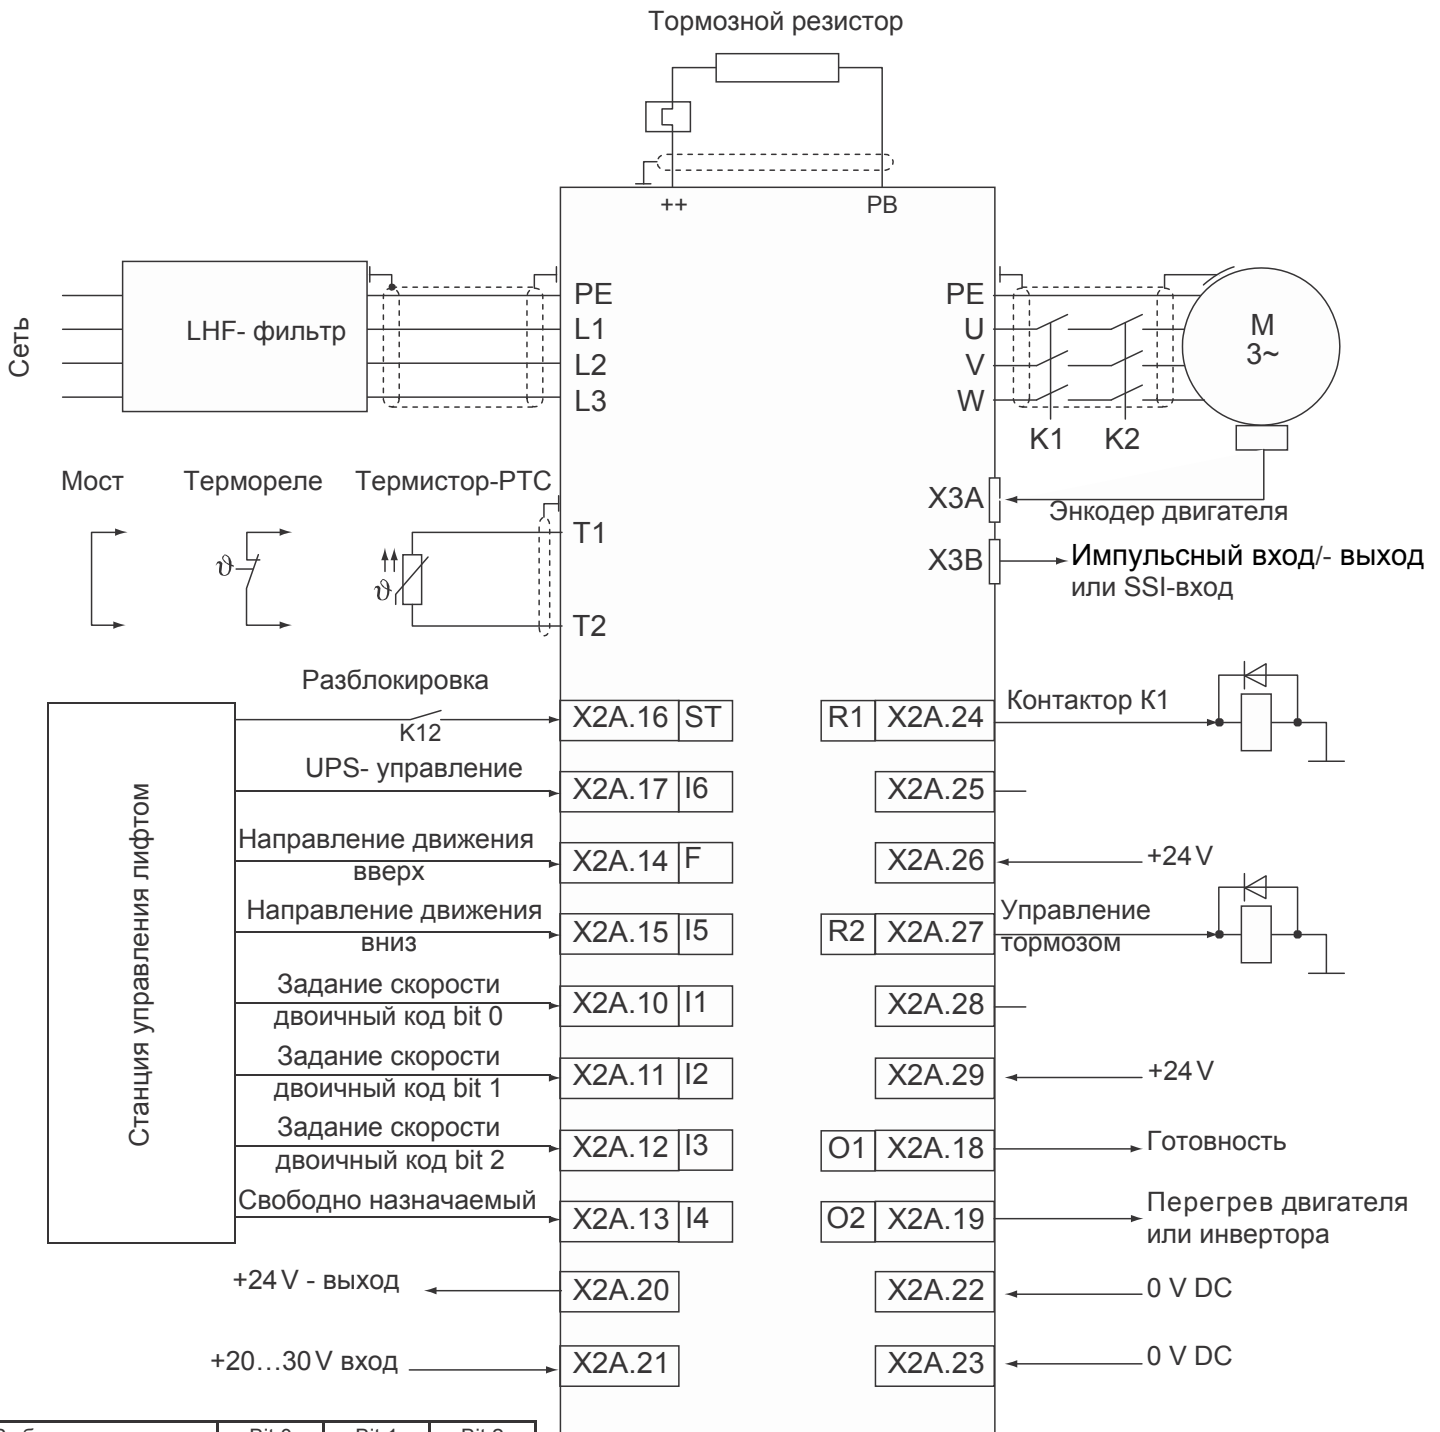 Тормозной резистор
++
PB
Сеть
LHF- фильтр
PE
L1
L2
L3
PE
U
V
W
K1
K2
M
3~
Мост
Термореле
Термистор-PTC
ϑ
ϑ
T1
T2
X3A
Энкодер двигателя
X3B
Импульсный вход/- выход
или SSI-вход
Станция управления лифтом
Разблокировка
K12
X2A.16 ST
UPS- управление
X2A.17 I6
Направление движения
вверх
X2A.14 F
Направление движения
вниз
X2A.15 I5
Задание скорости
двоичный код bit 0
X2A.10 I1
Задание скорости
двоичный код bit 1
X2A.11 I2
Задание скорости
двоичный код bit 2
X2A.12 I3
Свободно назначаемый
X2A.13 I4
+24 V - выход
X2A.20
+20...30 V вход
X2A.21
R1 X2A.24
Контактор К1
X2A.25
X2A.26
+24 V
R2 X2A.27
Управление
тормозом
X2A.28
X2A.29
+24 V
O1 X2A.18
Готовность
O2 X2A.19
Перегрев двигателя
или инвертора
X2A.22
0 V DC
X2A.23
0 V DC